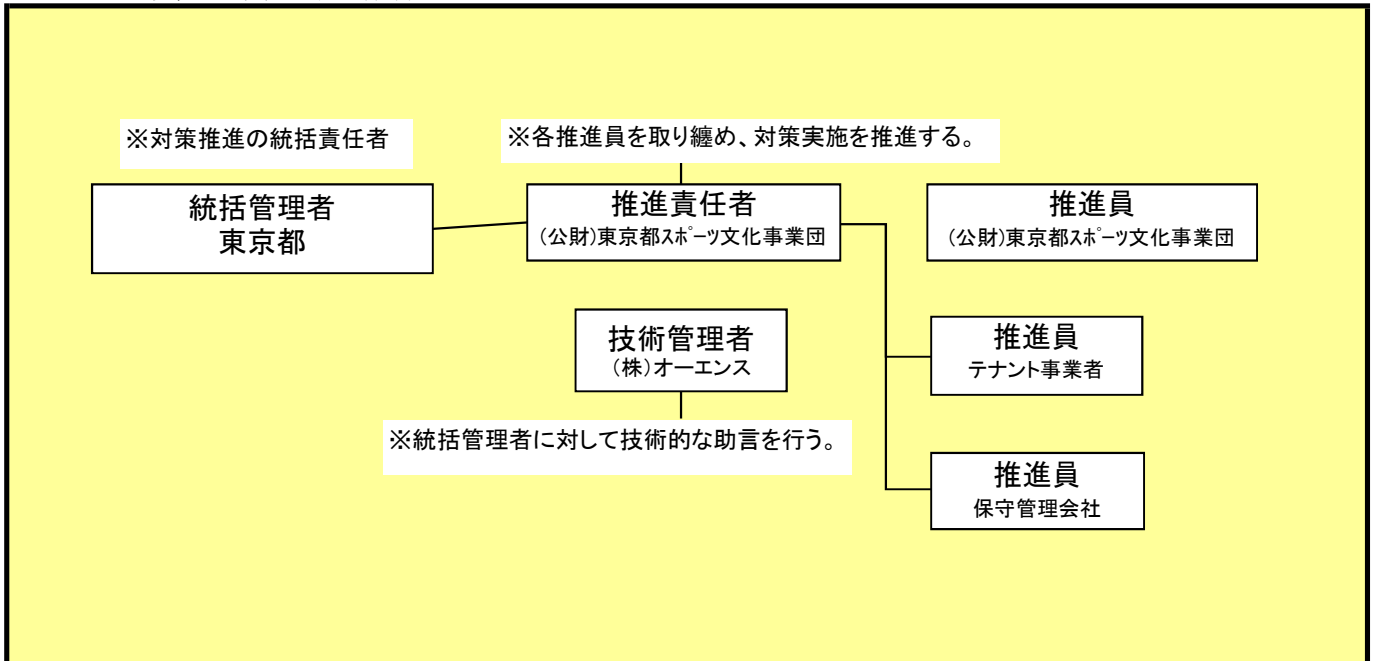 ※対策推進の統括責任者
※各推進員を取り纏め、対策実施を推進する。
統括管理者
東京都
推進責任者
(公財)東京都ｽﾎﾟｰﾂ文化事業団
推進員
(公財)東京都ｽﾎﾟｰﾂ文化事業団
技術管理者
(株)オーエンス
※統括管理者に対して技術的な助言を行う。
推進員
テナント事業者
推進員
保守管理会社